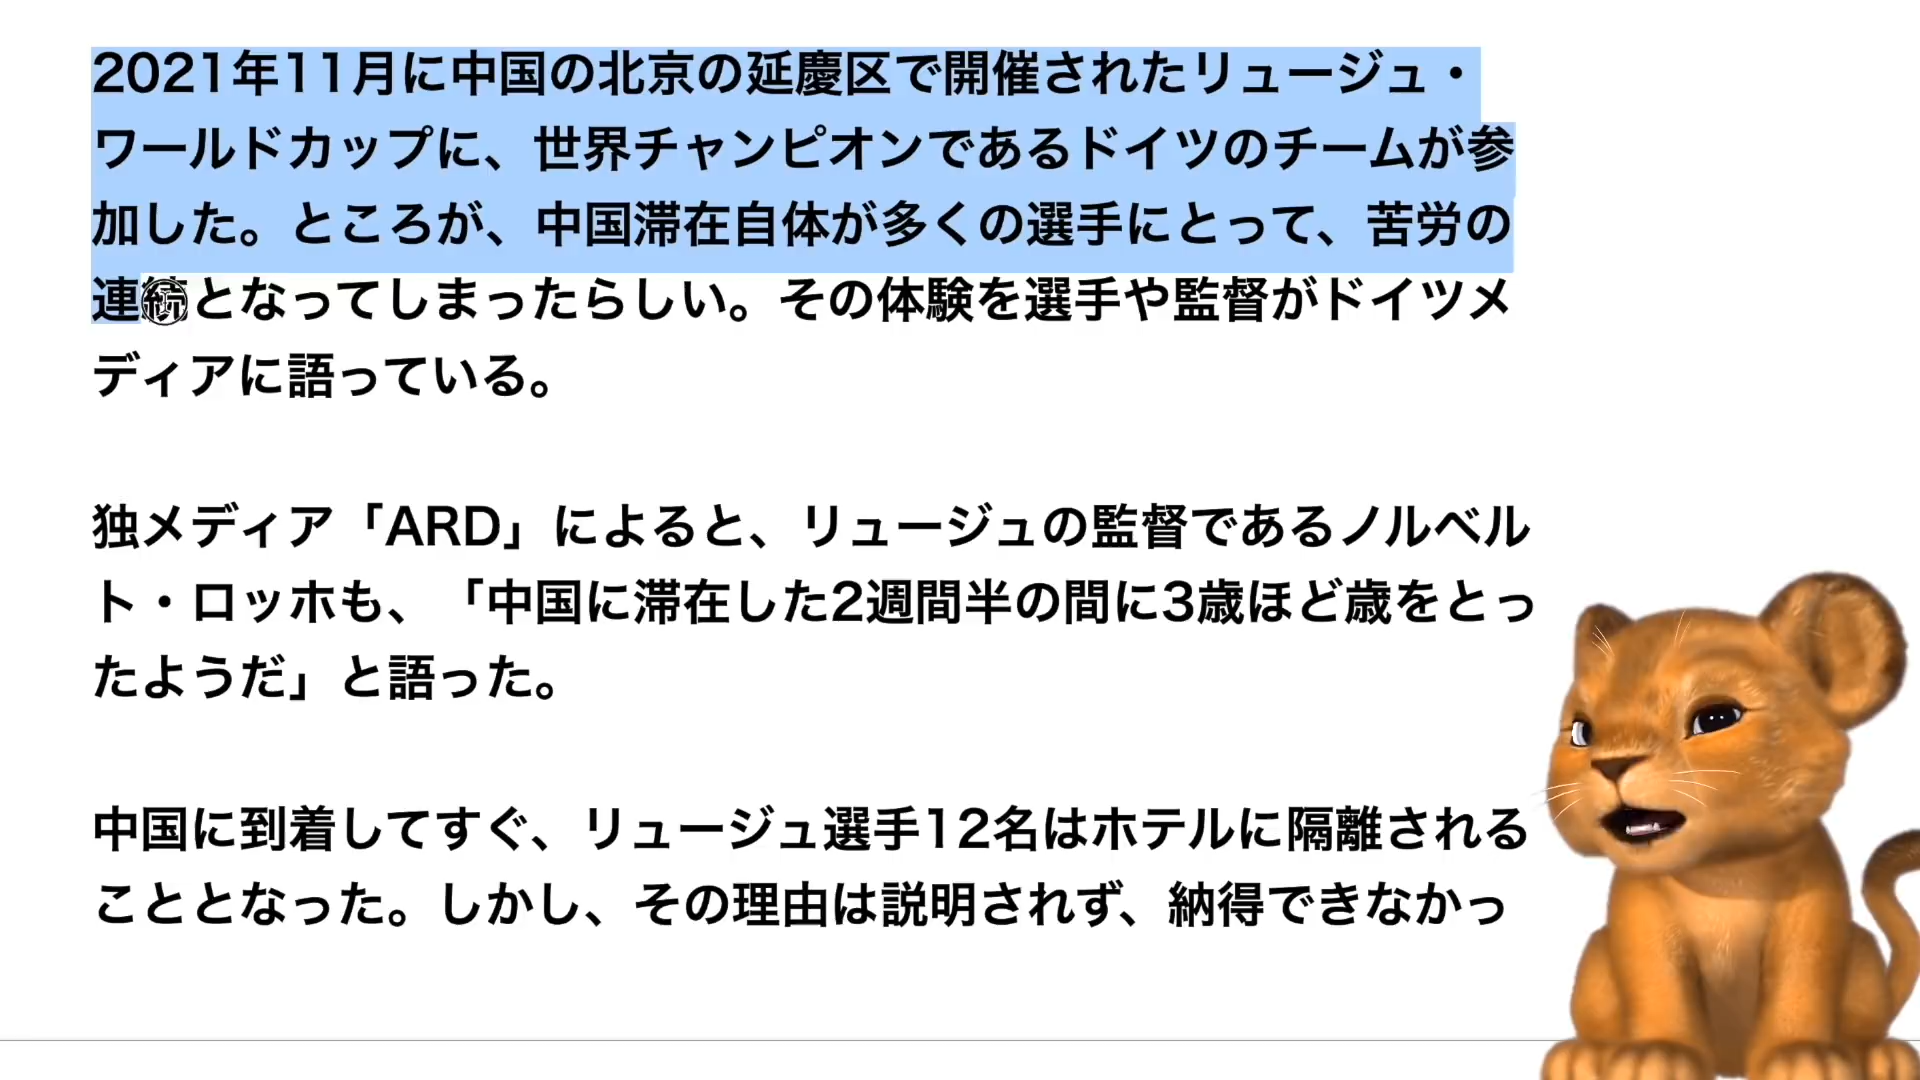 2021年11月に中国の北京の延慶区で開催されたリュージュ・
ワールドカップに、世界チャンピオンであるドイツのチームが参
加した。ところが、中国滞在自体が多くの選手にとって、苦労の
連続となってしまったらしい。その体験を選手や監督がドイツメ
ディアに語っている。
独メディア「ARD」によると、リュージュの監督であるノルベル
ト・ロッホも、「中国に滞在した2週間半の間に3歳ほど歳をとっ
たようだ」と語った。
中国に到着してすぐ、リュージュ選手12名はホテルに隔離される
こととなった。しかし、その理由は説明されず、納得できなかっ